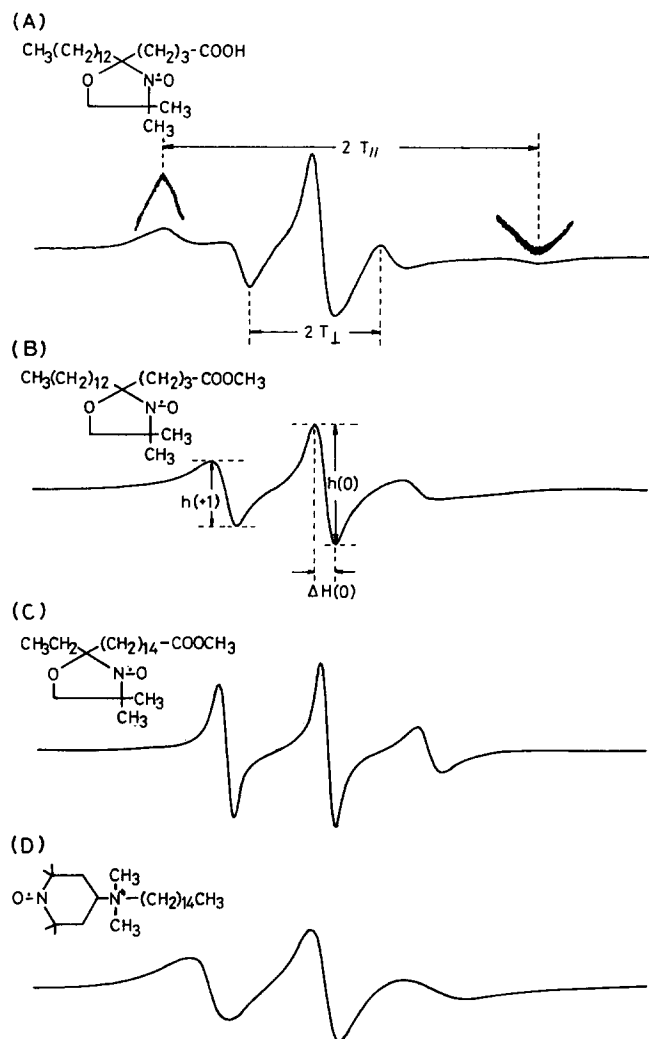 (A)
CH₃(CH₂)₁₂ (CH₂)₃-COOH
O N∸O
CH₃
CH₃
2 T∥
2 T⊥
(B)
CH₃(CH₂)₁₂ (CH₂)₃-COOCH₃
O N∸O
CH₃
CH₃
h(+1)
h(0)
Δ H(0)
(C)
CH₃CH₂ (CH₂)₁₄-COOCH₃
O N∸O
CH₃
CH₃
(D)
CH₃
O∸N N⁺-(CH₂)₁₄CH₃
CH₃